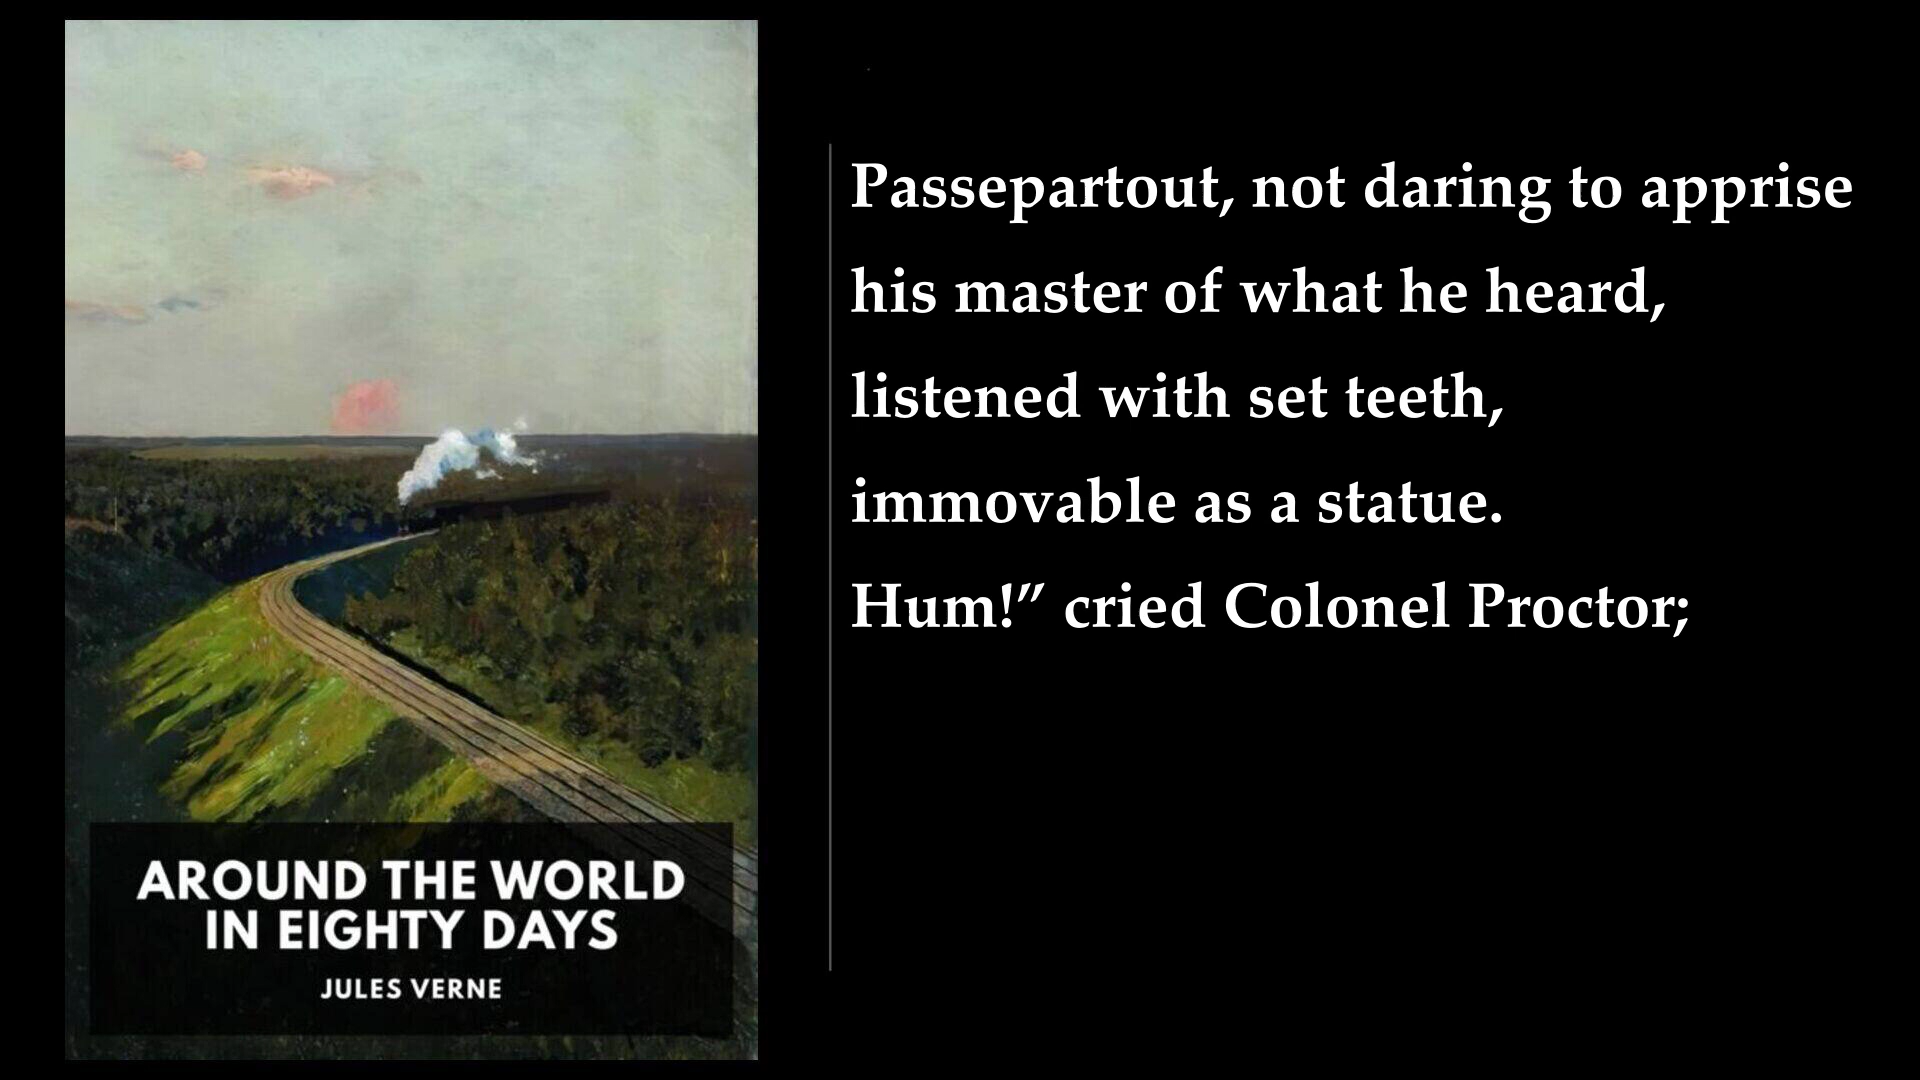 AROUND THE WORLD
IN EIGHTY DAYS
JULES VERNE
Passepartout, not daring to apprise
his master of what he heard,
listened with set teeth,
immovable as a statue.
Hum!” cried Colonel Proctor;